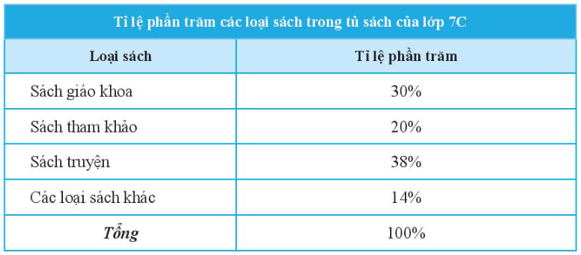 Tỉ lệ phần trăm các loại sách trong tủ sách của lớp 7C
Loại sách Tỉ lệ phần trăm
Sách giáo khoa 30%
Sách tham khảo 20%
Sách truyện 38%
Các loại sách khác 14%
Tổng 100%